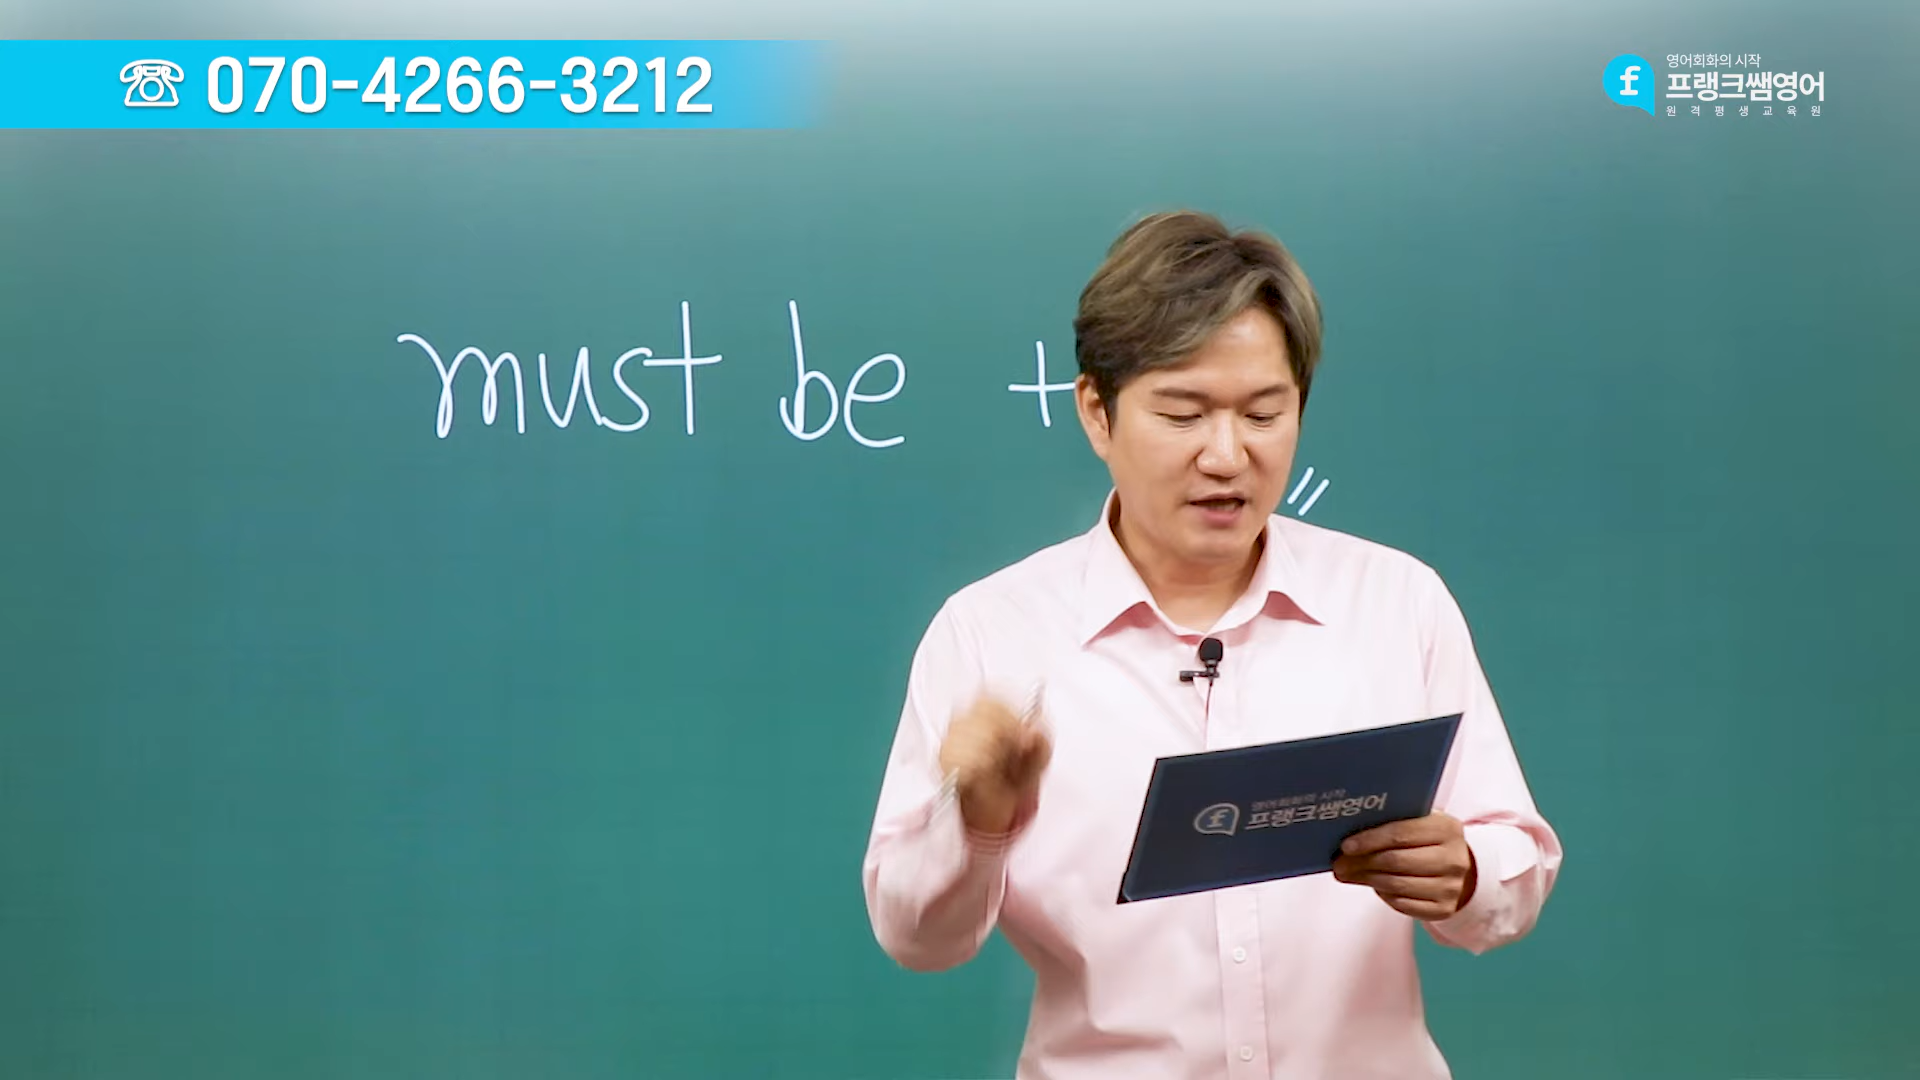 070-4266-3212
영어회화의 시작
프랭크쌤영어
원격평생교육원
must be +
"
영어회화의 시작
프랭크쌤영어